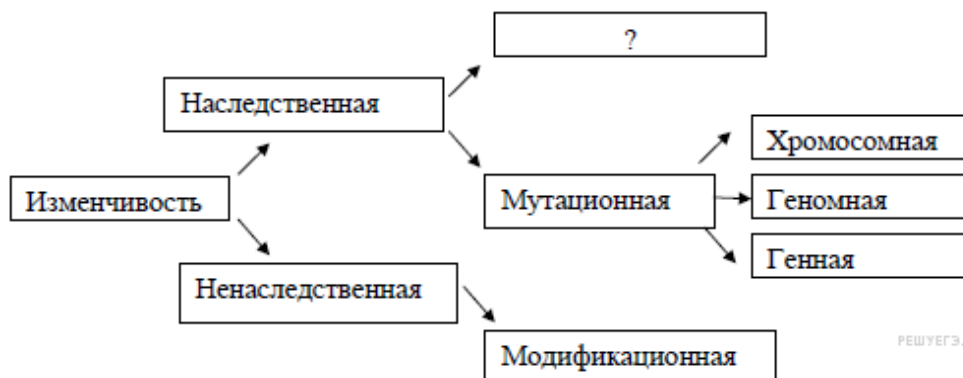 ?
Наследственная
Хромосомная
Изменчивость
Мутационная
Геномная
Генная
Ненаследственная
Модификационная
РЕШУЕГЭ.